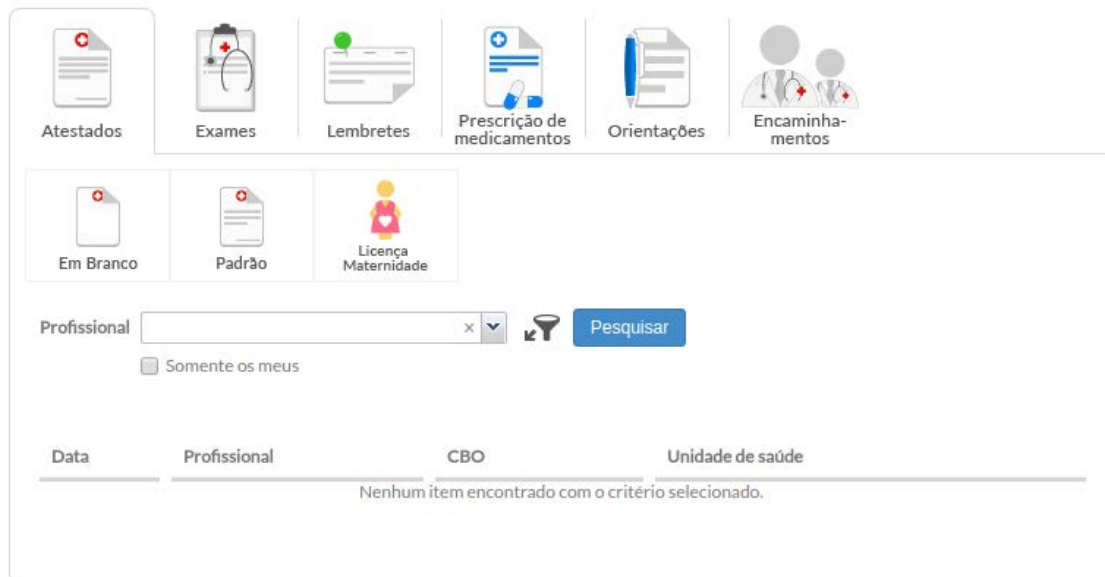 Atestados
Exames
Lembretes
Prescrição de
medicamentos
Orientações
Encaminha-
mentos
Em Branco
Padrão
Licença
Maternidade
Profissional
Pesquisar
Somente os meus
Data Profissional CBO Unidade de saúde
Nenhum item encontrado com o critério selecionado.